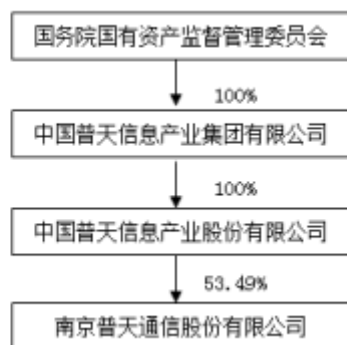 国务院国有资产监督管理委员会
100%
中国普天信息产业集团有限公司
100%
中国普天信息产业股份有限公司
53.49%
南京普天通信股份有限公司